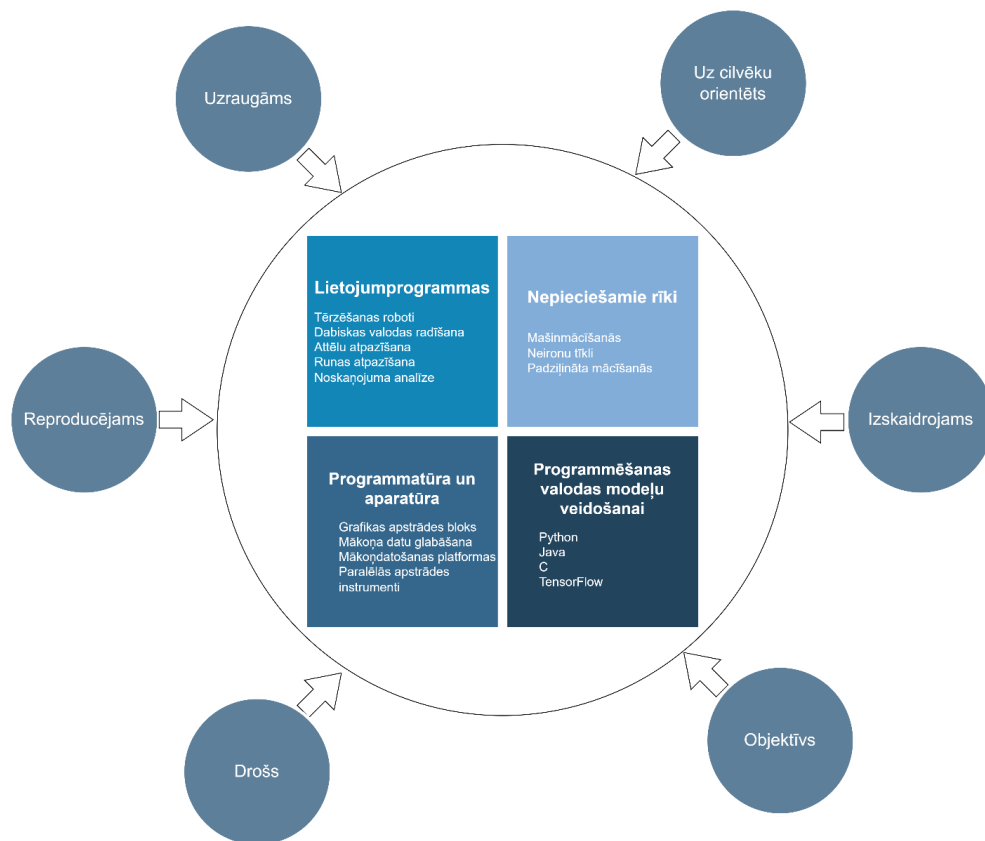 Uzraugāms
Uz cilvēku
orientēts
Lietojumprogrammas
Tērzēšanas roboti
Dabiskas valodas radīšana
Attēlu atpazīšana
Runas atpazīšana
Noskaņojuma analīze
Nepieciešamie rīki
Mašinmācīšanās
Neironu tīkli
Padziļināta mācīšanās
Reproducējams
Izskaidrojams
Programmatūra un
aparatūra
Grafikas apstrādes bloks
Mākoņa datu glabāšana
Mākoņdatošanas platformas
Paralēlās apstrādes
instrumenti
Programmēšanas
valodas modeļu
veidošanai
Python
Java
C
TensorFlow
Drošs
Objektīvs